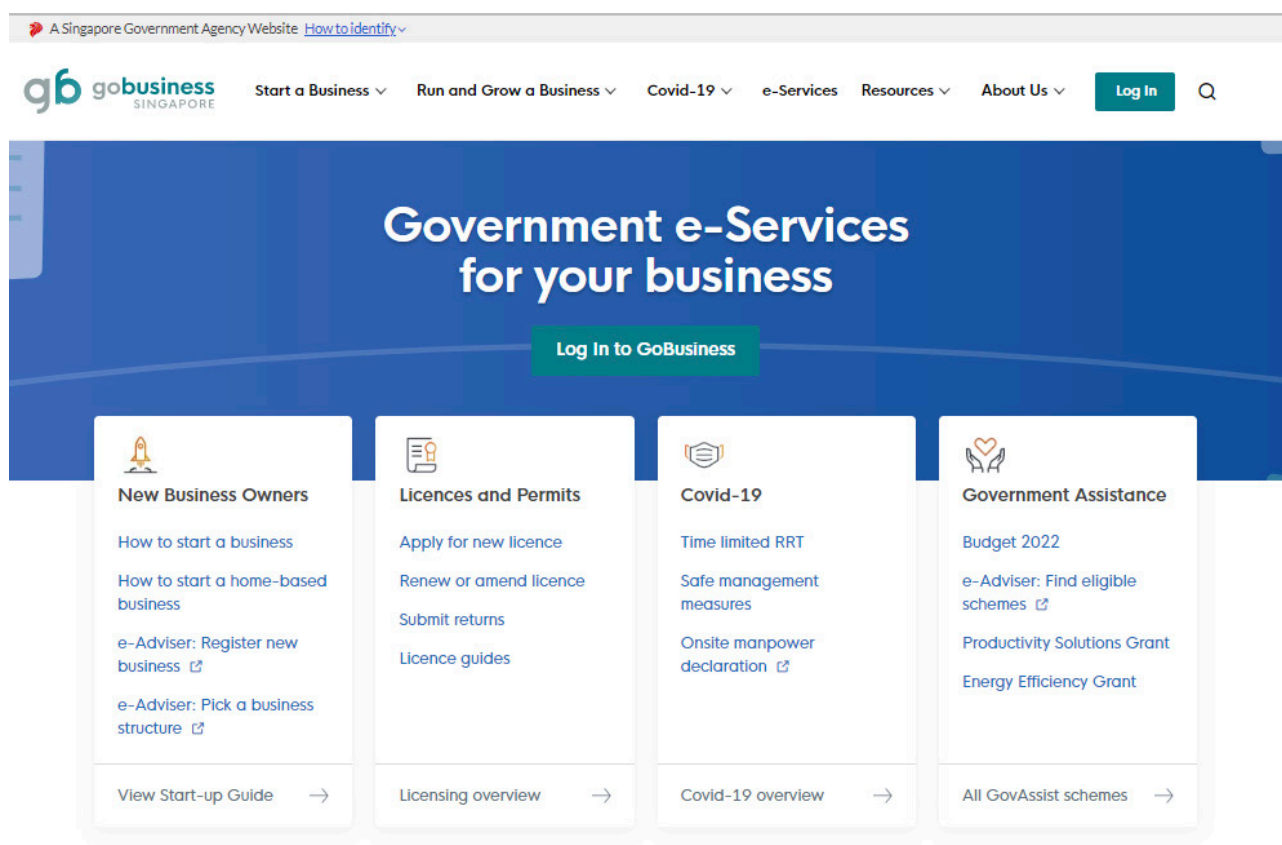 A Singapore Government Agency Website How to identify
gobusiness
SINGAPORE
Start a Business
Run and Grow a Business
Covid-19
e-Services
Resources
About Us
Log In
Government e-Services
for your business
Log In to GoBusiness
New Business Owners
How to start a business
How to start a home-based
business
e-Adviser: Register new
business
e-Adviser: Pick a business
structure
View Start-up Guide
Licences and Permits
Apply for new licence
Renew or amend licence
Submit returns
Licence guides
Licensing overview
Covid-19
Time limited RRT
Safe management
measures
Onsite manpower
declaration
Covid-19 overview
Government Assistance
Budget 2022
e-Adviser: Find eligible
schemes
Productivity Solutions Grant
Energy Efficiency Grant
All GovAssist schemes